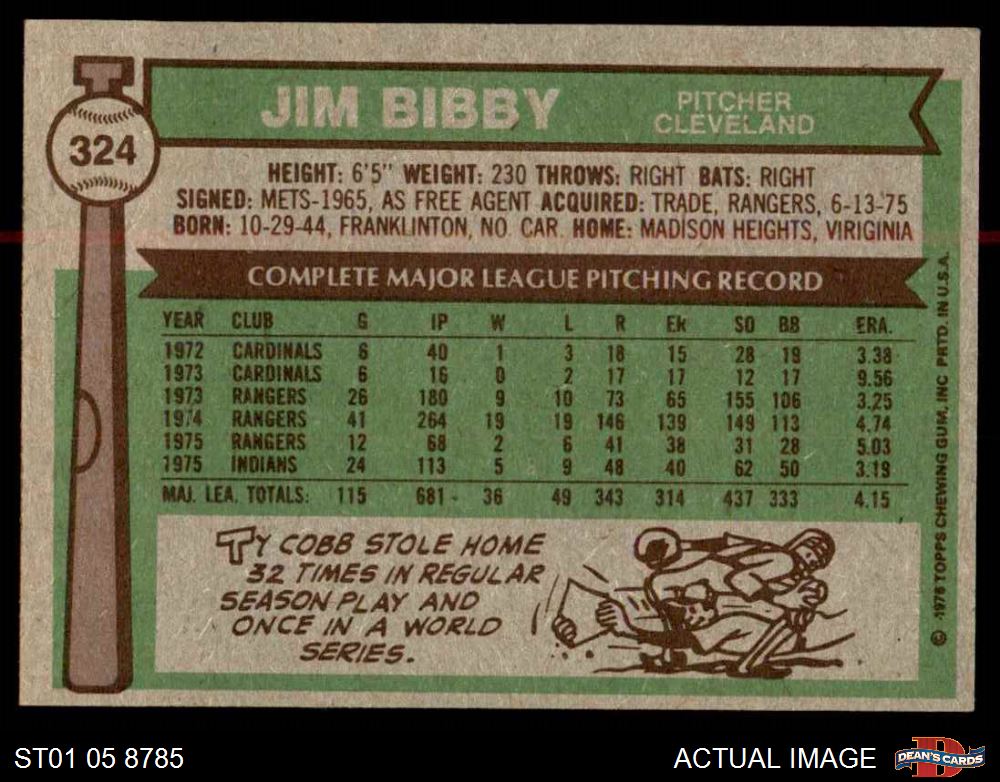 JIM BIBBY
PITCHER
CLEVELAND
324
HEIGHT: 6'5" WEIGHT: 230 THROWS: RIGHT BATS: RIGHT
SIGNED: METS-1965, AS FREE AGENT ACQUIRED: TRADE, RANGERS, 6-13-75
BORN: 10-29-44, FRANKLINTON, NO. CAR. HOME: MADISON HEIGHTS, VIRIGINIA
COMPLETE MAJOR LEAGUE PITCHING RECORD
YEAR CLUB G IP W L R ER SO BB ERA.
1972 CARDINALS 6 40 1 3 18 15 28 19 3.38
1973 CARDINALS 6 16 0 2 17 17 12 17 9.56
1973 RANGERS 26 180 9 10 73 65 155 106 3.25
1974 RANGERS 41 264 19 19 146 139 149 113 4.74
1975 RANGERS 12 68 2 6 41 38 31 28 5.03
1975 INDIANS 24 113 5 9 48 40 62 50 3.19
MAJ. LEA. TOTALS: 115 681 36 49 343 314 437 333 4.15
TY COBB STOLE HOME
32 TIMES IN REGULAR
SEASON PLAY AND
ONCE IN A WORLD
SERIES.
© 1976 TOPPS CHEWING GUM, INC PRTD. IN U.S.A.
ST01 05 8785
ACTUAL IMAGE
D
DEAN'S CARDS